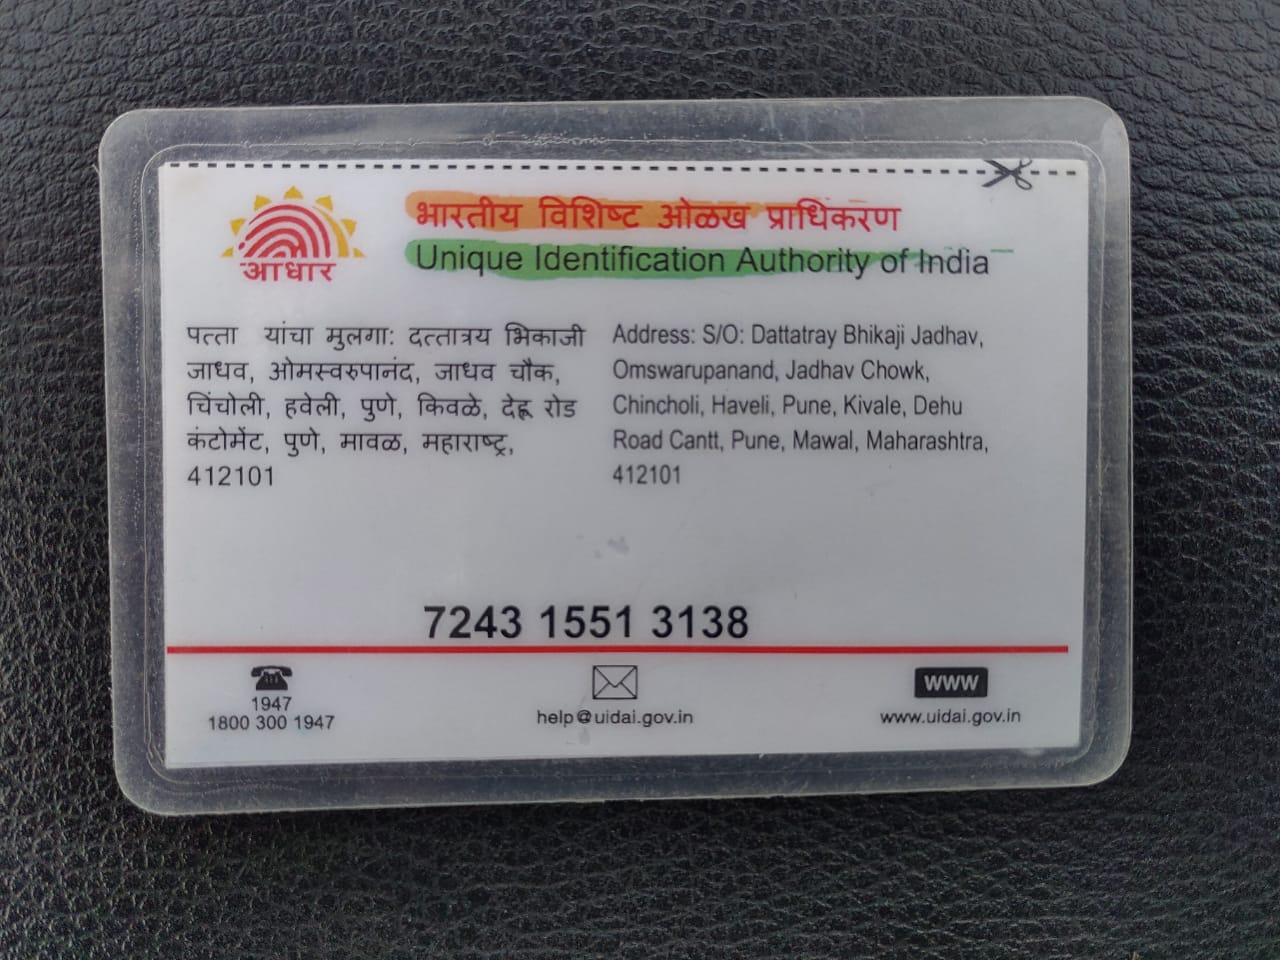 आधार
भारतीय विशिष्ट ओळख प्राधिकरण
Unique Identification Authority of India
पत्ता यांचा मुलगा: दत्तात्रय भिकाजी
जाधव, ओमस्वरुपानंद, जाधव चौक,
चिंचोली, हवेली, पुणे, किवळे, देहू रोड
कंटोमेंट, पुणे, मावळ, महाराष्ट्र,
412101
Address: S/O: Dattatray Bhikaji Jadhav,
Omswarupanand, Jadhav Chowk,
Chincholi, Haveli, Pune, Kivale, Dehu
Road Cantt, Pune, Mawal, Maharashtra,
412101
7243 1551 3138
1947
1800 300 1947
help@uidai.gov.in
www
www.uidai.gov.in